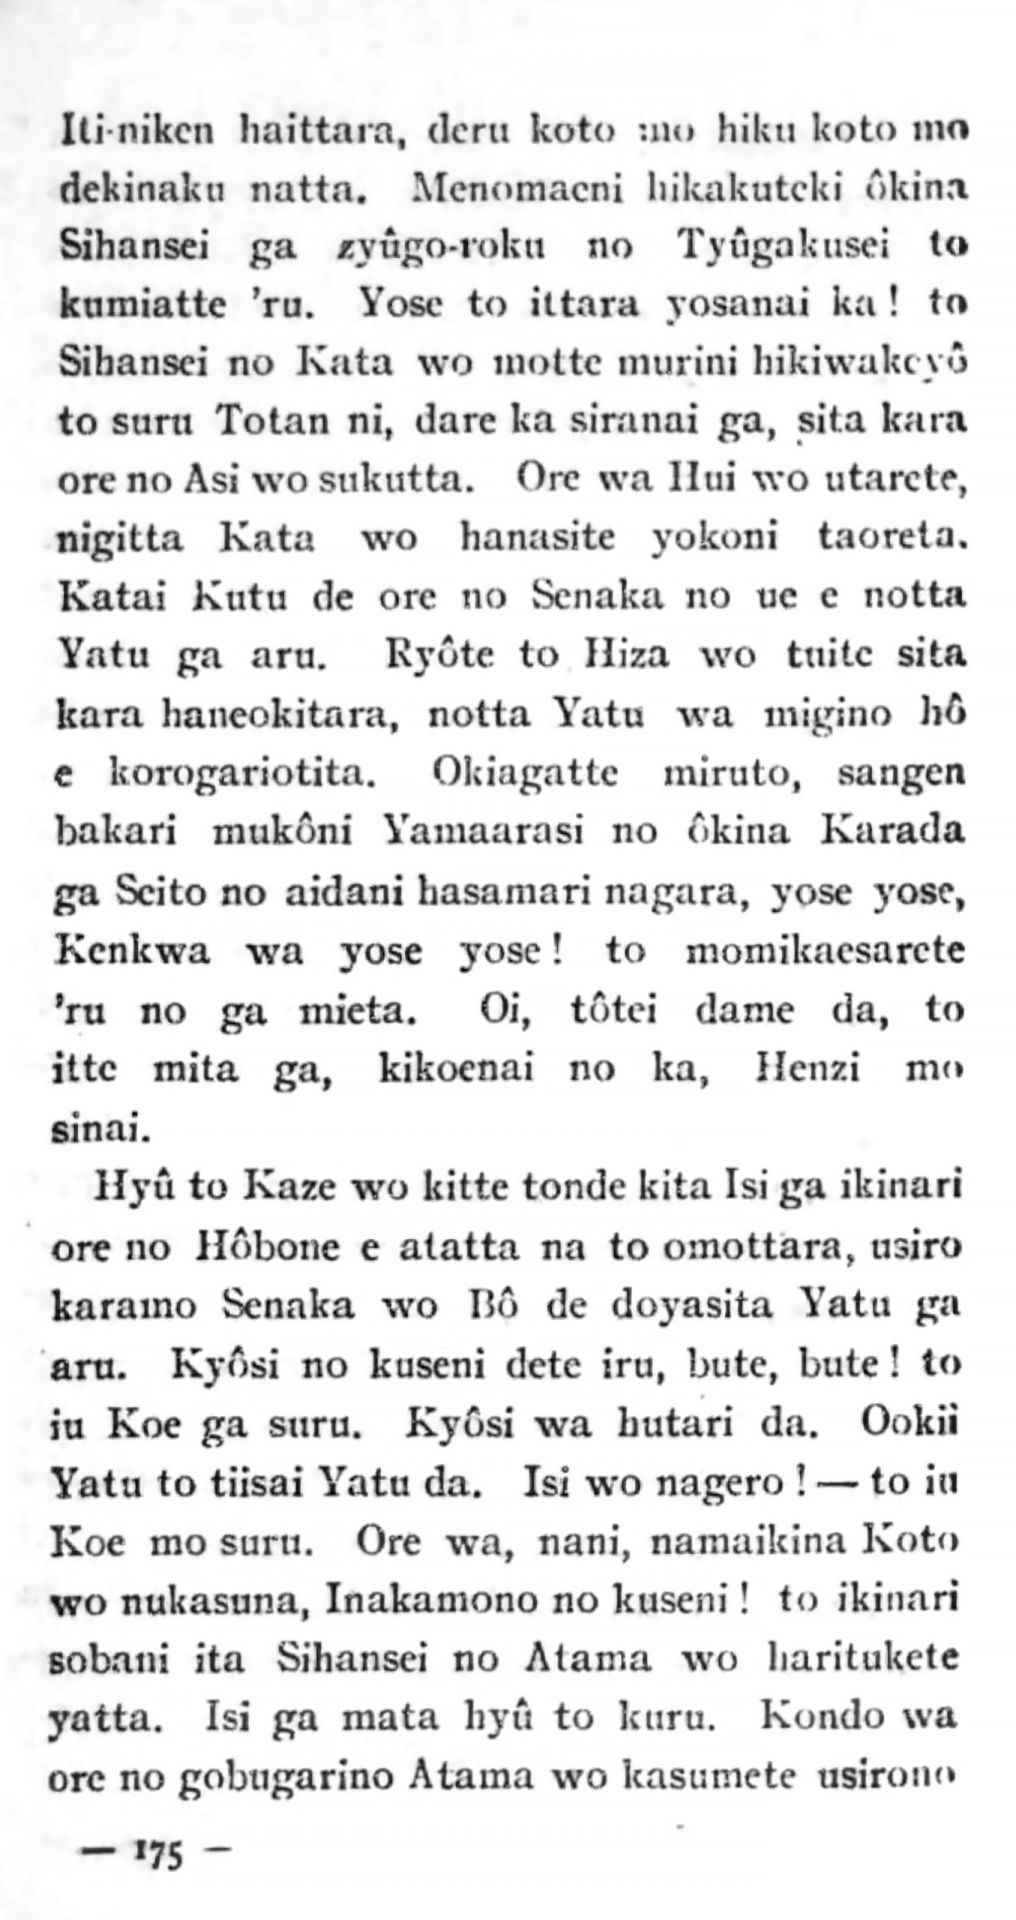 Iti-niken haittara, deru koto mo hiku koto mo
dekinaku natta. Menomaeni hikakuteki ôkina
Sihansei ga zyûgo-roku no Tyûgakusei to
kumiatte 'ru. Yose to ittara yosanai ka! to
Sihansei no Kata wo motte murini hikiwakeyô
to suru Totan ni, dare ka siranai ga, sita kara
ore no Asi wo sukutta. Ore wa Hui wo utarete,
nigitta Kata wo hanasite yokoni taoreta.
Katai Kutu de ore no Senaka no ue e notta
Yatu ga aru. Ryôte to Hiza wo tuite sita
kara haneokitara, notta Yatu wa migino hô
e korogariotita. Okiagatte miruto, sangen
bakari mukôni Yamaarasi no ôkina Karada
ga Seito no aidani hasamari nagara, yose yose,
Kenkwa wa yose yose! to momikaesarete
'ru no ga mieta. Oi, tôtei dame da, to
itte mita ga, kikoenai no ka, Henzi mo
sinai.
Hyû to Kaze wo kitte tonde kita Isi ga ikinari
ore no Hôbone e atatta na to omottara, usiro
karamo Senaka wo Bô de doyasita Yatu ga
aru. Kyôsi no kuseni dete iru, bute, bute! to
iu Koe ga suru. Kyôsi wa hutari da. Ookii
Yatu to tiisai Yatu da. Isi wo nagero! — to iu
Koe mo suru. Ore wa, nani, namaikina Koto
wo nukasuna, Inakamono no kuseni! to ikinari
sobani ita Sihansei no Atama wo haritukete
yatta. Isi ga mata hyû to kuru. Kondo wa
ore no gobugarino Atama wo kasumete usirono
— 175 —